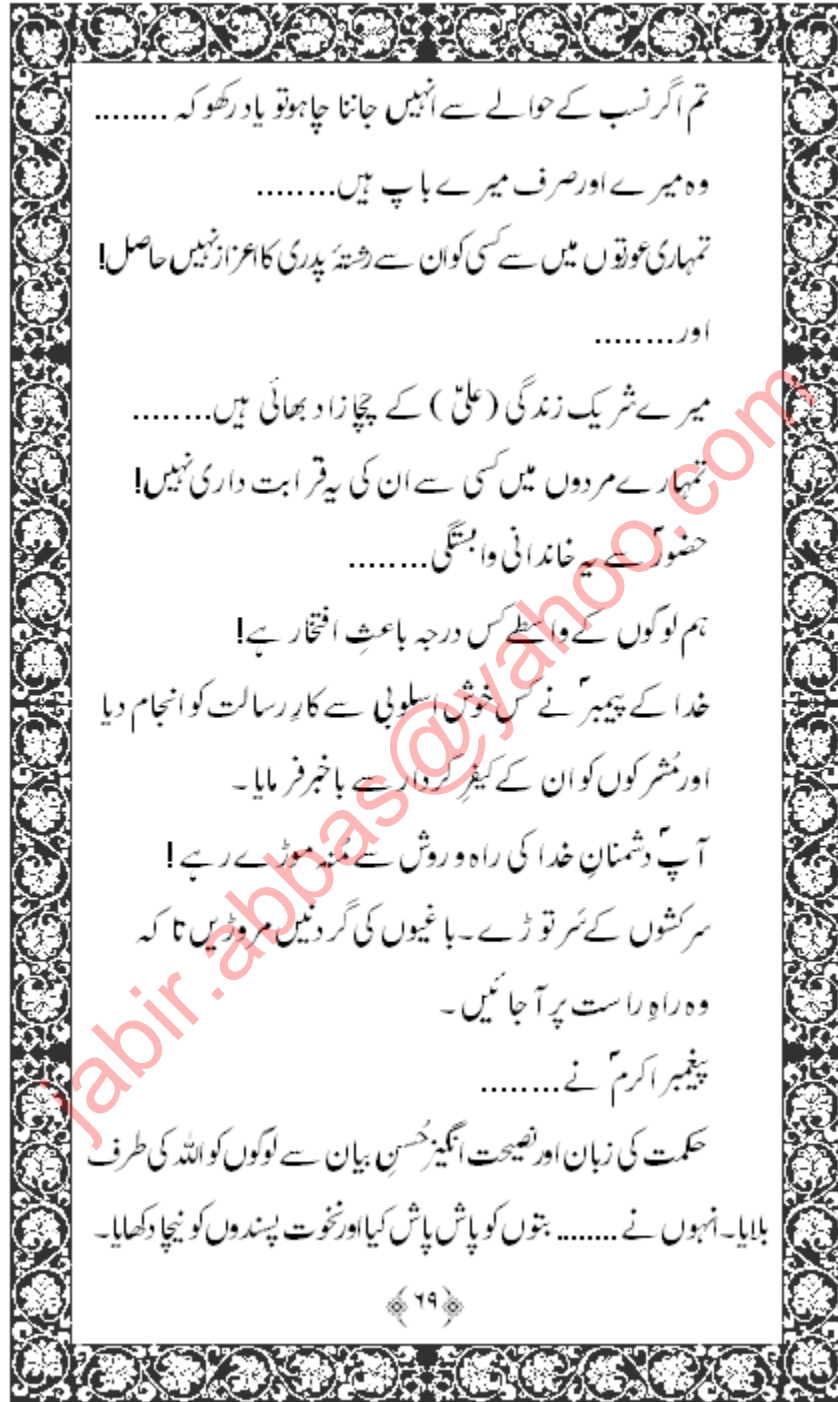 تم اگر نسب کے حوالے سے انہیں جاننا چاہو تو یاد رکھو کہ ........
وہ میرے اور صرف میرے باپ ہیں........
تمہاری عورتوں میں سے کسی کو ان سے رشتۂ پدری کا اعزاز نہیں حاصل!
اور........
میرے شریک زندگی (علیؑ) کے چچا زاد بھائی ہیں........
تمہارے مردوں میں کسی سے ان کی یہ قرابت داری نہیں!
حضورؐ سے یہ خاندانی وابستگی........
ہم لوگوں کے واسطے کس درجہ باعثِ افتخار ہے!
خدا کے پیمبرؐ نے کس خوش اسلوبی سے کارِ رسالت کو انجام دیا
اور مُشرکوں کو ان کے کیفرِ کردار سے باخبر فرمایا۔
آپؐ دشمنانِ خدا کی راہ و روش سے مُنہ موڑے رہے!
سرکشوں کے سَر توڑے۔ باغیوں کی گردنیں مروڑیں تا کہ
وہ راہِ راست پر آ جائیں۔
پیغمبر اکرمؐ نے........
حکمت کی زبان اور نصیحت انگیز حُسنِ بیان سے لوگوں کو اللہ کی طرف
بلایا۔ انہوں نے ........ بتوں کو پاش پاش کیا اور نخوت پسندوں کو نیچا دکھایا۔
﴿۶۹﴾
jabir.abbas@yahoo.com